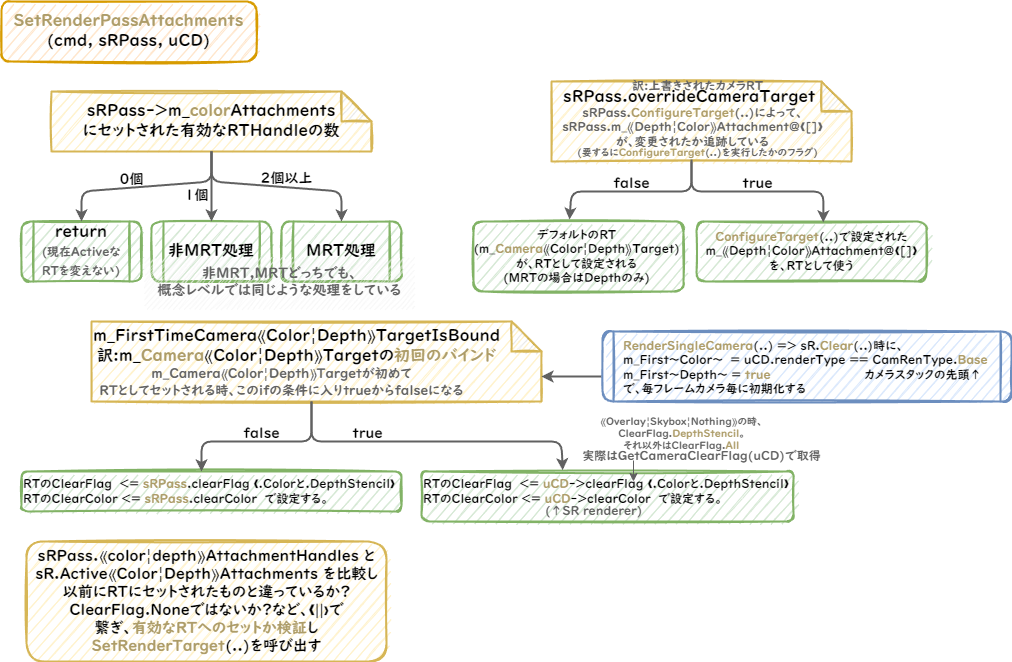 SetRenderPassAttachments
(cmd, sRPass, uCD)
sRPass->m_colorAttachments
にセットされた有効なRTHandleの数
0個
1個
2個以上
return
(現在Activeな
RTを変えない)
非MRT処理
MRT処理
非MRT,MRTどっちでも、
概念レベルでは同じような処理をしている
訳:上書きされたカメラRT
sRPass.overrideCameraTarget
sRPass.ConfigureTarget(..)によって、
sRPass.m_⟪Depth¦Color⟫Attachment@❰[]❱
が、変更されたか追跡している
(要するにConfigureTarget(..)を実行したかのフラグ)
false
true
デフォルトのRT
(m_Camera⟪Color¦Depth⟫Target)
が、RTとして設定される
(MRTの場合はDepthのみ)
ConfigureTarget(..)で設定された
m_⟪Depth¦Color⟫Attachment@❰[]❱
を、RTとして使う
m_FirstTimeCamera⟪Color¦Depth⟫TargetIsBound
訳:m_Camera⟪Color¦Depth⟫Targetの初回のバインド
m_Camera⟪Color¦Depth⟫Targetが初めて
RTとしてセットされる時、このifの条件に入りtrueからfalseになる
RenderSingleCamera(..) => sR.Clear(..)時に、
m_First〜Color〜 = uCD.renderType == CamRenType.Base
m_First〜Depth〜 = true カメラスタックの先頭↑
で、毎フレームカメラ毎に初期化する
false
true
⟪Overlay¦Skybox¦Nothing⟫の時、
ClearFlag.DepthStencil。
それ以外はClearFlag.All
実際はGetCameraClearFlag(uCD)で取得
RTのClearFlag <= sRPass.clearFlag❰.Colorと.DepthStencil❱
RTのClearColor <= sRPass.clearColor で設定する。
RTのClearFlag <= uCD->clearFlag❰.Colorと.DepthStencil❱
RTのClearColor <= uCD->clearColor で設定する。
(↑SR renderer)
sRPass.⟪color¦depth⟫AttachmentHandles と
sR.Active⟪Color¦Depth⟫Attachments を比較し
以前にRTにセットされたものと違っているか?
ClearFlag.Noneではないか?など、❰||❱で
繋ぎ、有効なRTへのセットか検証し
SetRenderTarget(..)を呼び出す